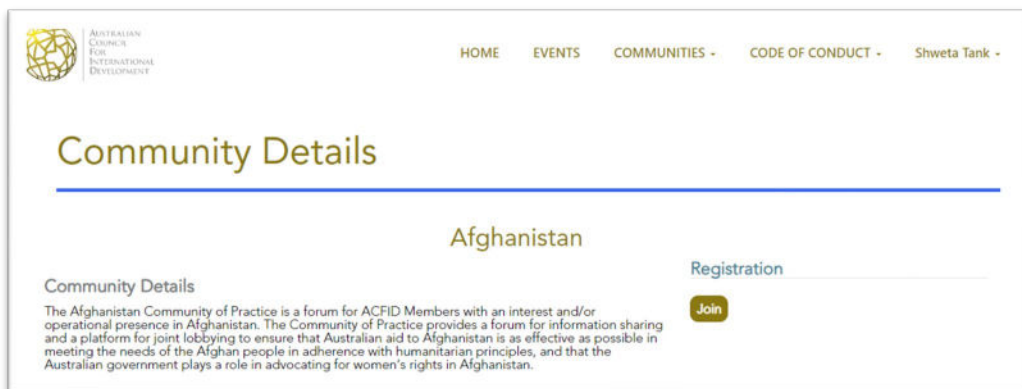 AUSTRALIAN
COUNCIL
FOR
INTERNATIONAL
DEVELOPMENT
HOME EVENTS COMMUNITIES CODE OF CONDUCT Shweta Tank
Community Details
Afghanistan
Community Details
The Afghanistan Community of Practice is a forum for ACFID Members with an interest and/or
operational presence in Afghanistan. The Community of Practice provides a forum for information sharing
and a platform for joint lobbying to ensure that Australian aid to Afghanistan is as effective as possible in
meeting the needs of the Afghan people in adherence with humanitarian principles, and that the
Australian government plays a role in advocating for women's rights in Afghanistan.
Registration
Join